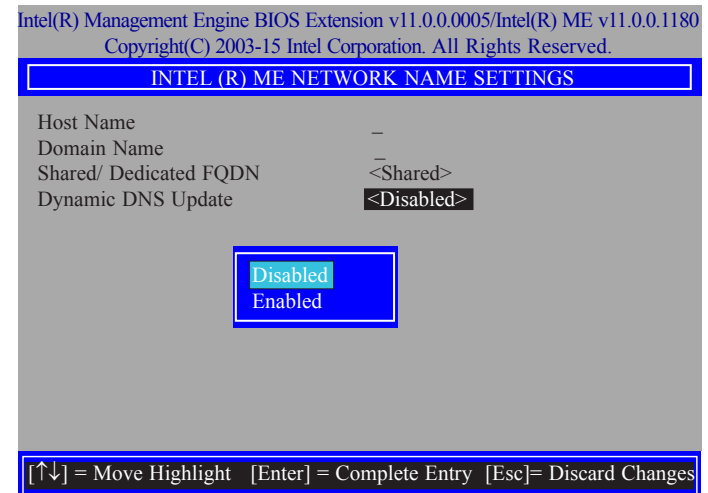 Intel(R) Management Engine BIOS Extension v11.0.0.0005/Intel(R) ME v11.0.0.1180
Copyright(C) 2003-15 Intel Corporation. All Rights Reserved.
INTEL (R) ME NETWORK NAME SETTINGS
Host Name _
Domain Name _
Shared/ Dedicated FQDN <Shared>
Dynamic DNS Update <Disabled>
Disabled
Enabled
[↑↓] = Move Highlight [Enter] = Complete Entry [Esc]= Discard Changes